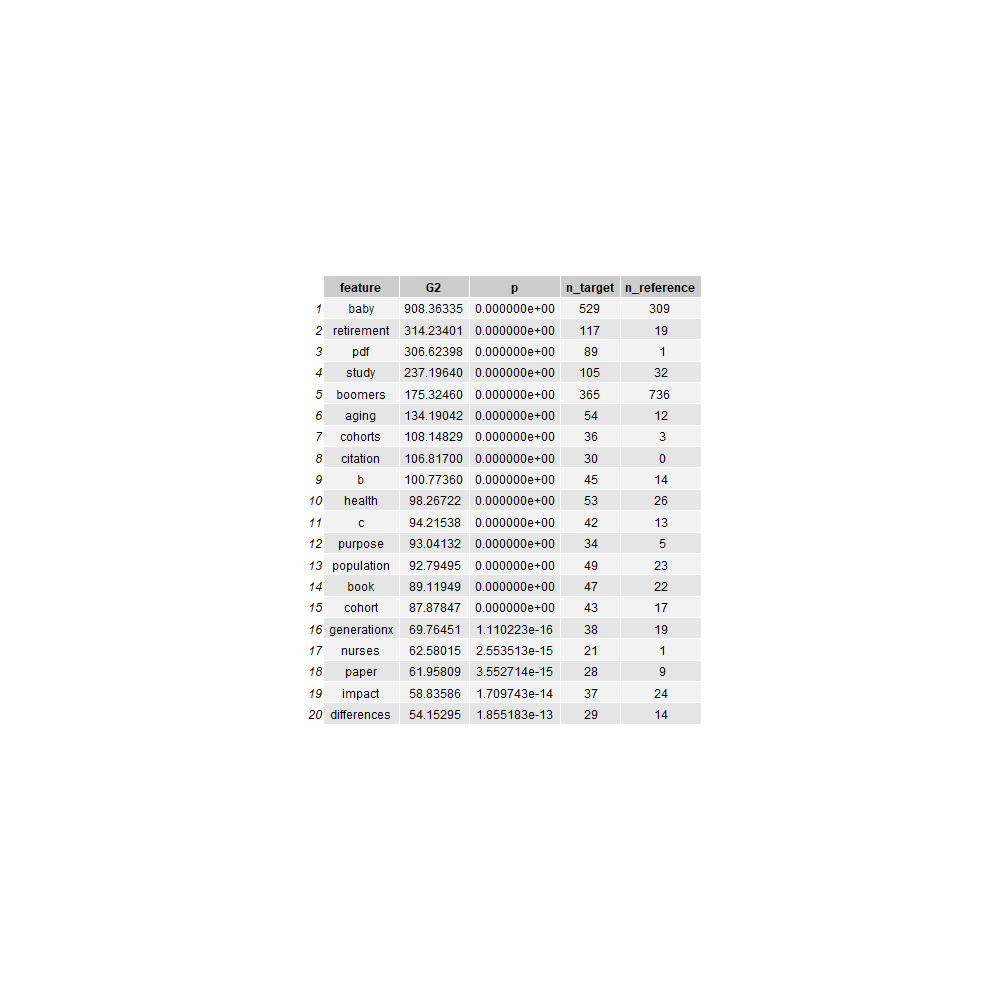 feature G2 p n_target n_reference
1 baby 908.36335 0.000000e+00 529 309
2 retirement 314.23401 0.000000e+00 117 19
3 pdf 306.62398 0.000000e+00 89 1
4 study 237.19640 0.000000e+00 105 32
5 boomers 175.32460 0.000000e+00 365 736
6 aging 134.19042 0.000000e+00 54 12
7 cohorts 108.14829 0.000000e+00 36 3
8 citation 106.81700 0.000000e+00 30 0
9 b 100.77360 0.000000e+00 45 14
10 health 98.26722 0.000000e+00 53 26
11 c 94.21538 0.000000e+00 42 13
12 purpose 93.04132 0.000000e+00 34 5
13 population 92.79495 0.000000e+00 49 23
14 book 89.11949 0.000000e+00 47 22
15 cohort 87.87847 0.000000e+00 43 17
16 generationx 69.76451 1.110223e-16 38 19
17 nurses 62.58015 2.553513e-15 21 1
18 paper 61.95809 3.552714e-15 28 9
19 impact 58.83586 1.709743e-14 37 24
20 differences 54.15295 1.855183e-13 29 14